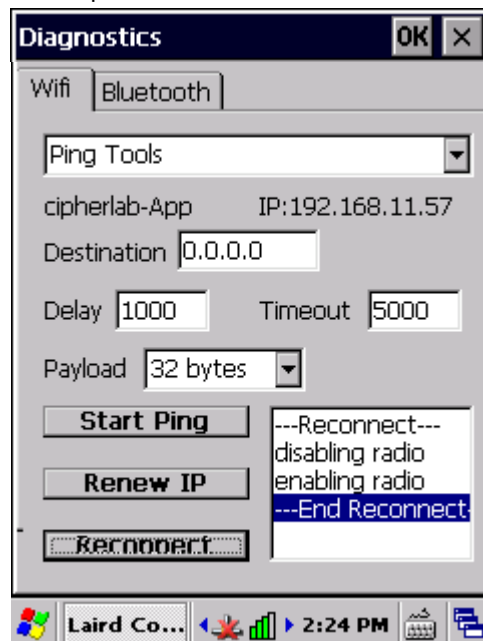 Diagnostics OK
Wifi Bluetooth
Ping Tools
cipherlab-App IP:192.168.11.57
Destination 0.0.0.0
Delay 1000 Timeout 5000
Payload 32 bytes
Start Ping
Renew IP
Reconnect
---Reconnect---
disabling radio
enabling radio
---End Reconnect-
Laird Co... 2:24 PM